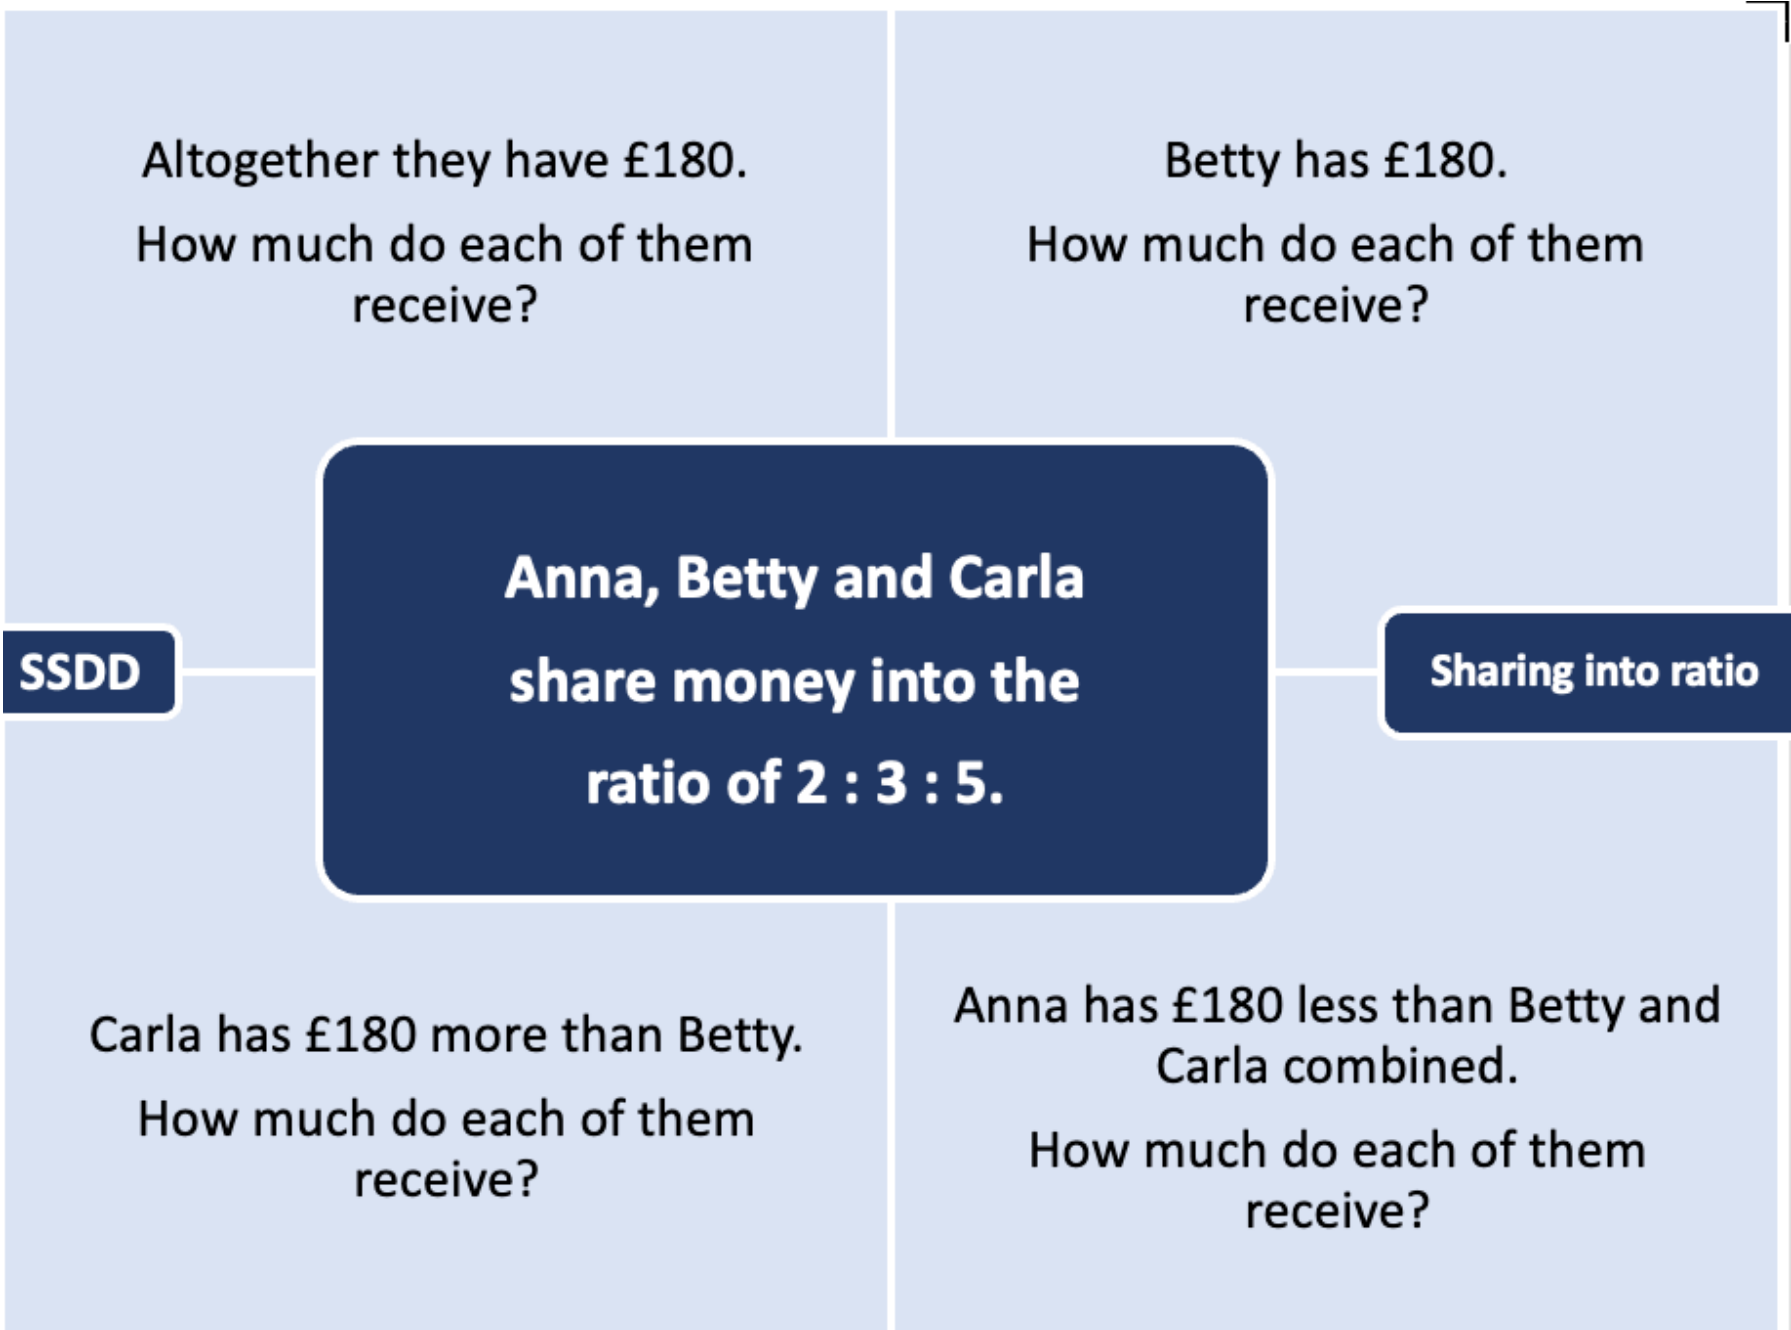 Altogether they have £180.
How much do each of them
receive?
Betty has £180.
How much do each of them
receive?
Anna, Betty and Carla
share money into the
ratio of 2 : 3 : 5.
SSDD
Sharing into ratio
Carla has £180 more than Betty.
How much do each of them
receive?
Anna has £180 less than Betty and
Carla combined.
How much do each of them
receive?